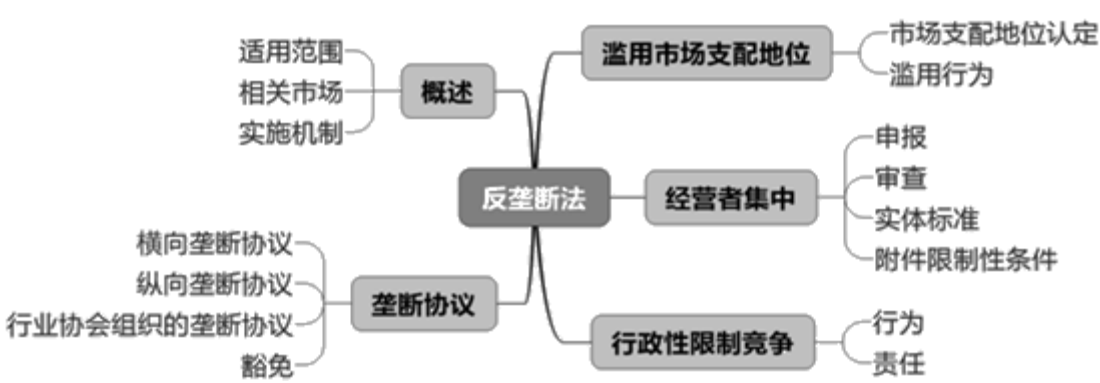 反垄断法
概述
适用范围
相关市场
实施机制
垄断协议
横向垄断协议
纵向垄断协议
行业协会组织的垄断协议
豁免
滥用市场支配地位
市场支配地位认定
滥用行为
经营者集中
申报
审查
实体标准
附件限制性条件
行政性限制竞争
行为
责任